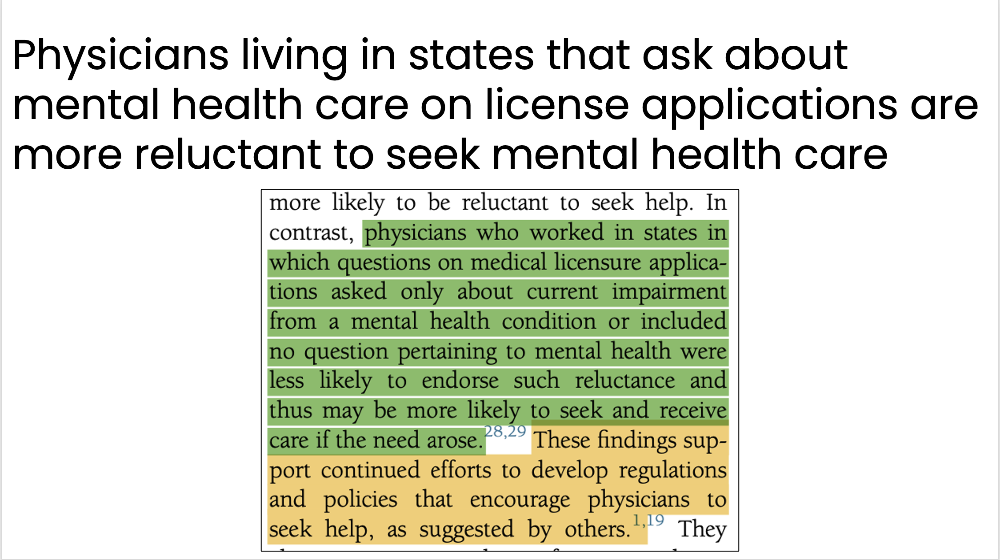 Physicians living in states that ask about
mental health care on license applications are
more reluctant to seek mental health care
more likely to be reluctant to seek help. In
contrast, physicians who worked in states in
which questions on medical licensure applica-
tions asked only about current impairment
from a mental health condition or included
no question pertaining to mental health were
less likely to endorse such reluctance and
thus may be more likely to seek and receive
care if the need arose.28,29 These findings sup-
port continued efforts to develop regulations
and policies that encourage physicians to
seek help, as suggested by others.1,19 They